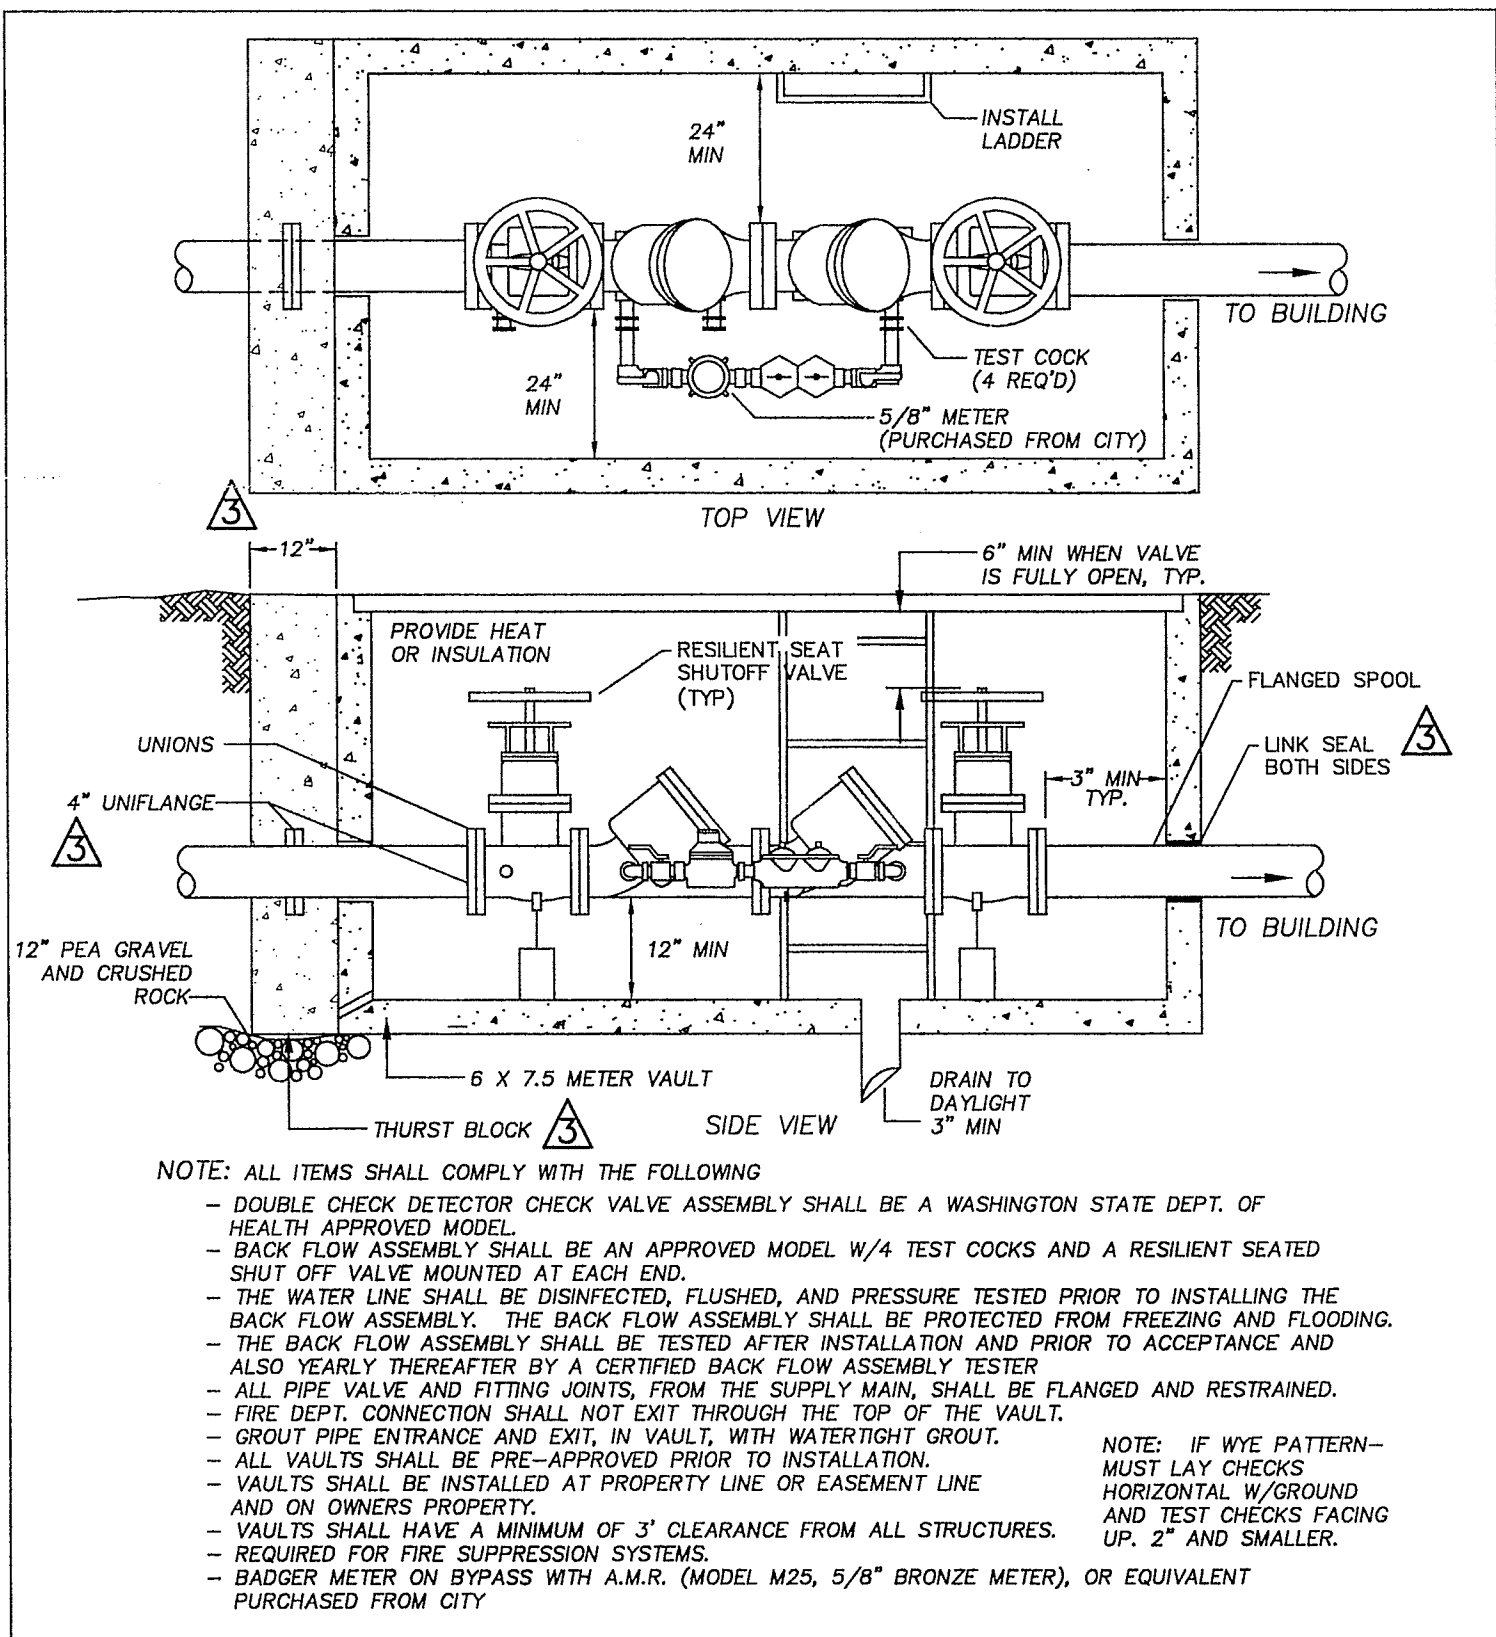 24"
MIN
INSTALL
LADDER
TO BUILDING
TEST COCK
(4 REQ'D)
24"
MIN
5/8" METER
(PURCHASED FROM CITY)
3
TOP VIEW
12"
6" MIN WHEN VALVE
IS FULLY OPEN, TYP.
PROVIDE HEAT
OR INSULATION
RESILIENT SEAT
SHUTOFF VALVE
(TYP)
FLANGED SPOOL
3
UNIONS
LINK SEAL
BOTH SIDES
3" MIN
TYP.
4" UNIFLANGE
3
TO BUILDING
12" PEA GRAVEL
AND CRUSHED
ROCK
12" MIN
6 X 7.5 METER VAULT
DRAIN TO
DAYLIGHT
3" MIN
THURST BLOCK 3
SIDE VIEW
NOTE: ALL ITEMS SHALL COMPLY WITH THE FOLLOWING
- DOUBLE CHECK DETECTOR CHECK VALVE ASSEMBLY SHALL BE A WASHINGTON STATE DEPT. OF
HEALTH APPROVED MODEL.
- BACK FLOW ASSEMBLY SHALL BE AN APPROVED MODEL W/4 TEST COCKS AND A RESILIENT SEATED
SHUT OFF VALVE MOUNTED AT EACH END.
- THE WATER LINE SHALL BE DISINFECTED, FLUSHED, AND PRESSURE TESTED PRIOR TO INSTALLING THE
BACK FLOW ASSEMBLY. THE BACK FLOW ASSEMBLY SHALL BE PROTECTED FROM FREEZING AND FLOODING.
- THE BACK FLOW ASSEMBLY SHALL BE TESTED AFTER INSTALLATION AND PRIOR TO ACCEPTANCE AND
ALSO YEARLY THEREAFTER BY A CERTIFIED BACK FLOW ASSEMBLY TESTER
- ALL PIPE VALVE AND FITTING JOINTS, FROM THE SUPPLY MAIN, SHALL BE FLANGED AND RESTRAINED.
- FIRE DEPT. CONNECTION SHALL NOT EXIT THROUGH THE TOP OF THE VAULT.
- GROUT PIPE ENTRANCE AND EXIT, IN VAULT, WITH WATERTIGHT GROUT.
- ALL VAULTS SHALL BE PRE-APPROVED PRIOR TO INSTALLATION.
- VAULTS SHALL BE INSTALLED AT PROPERTY LINE OR EASEMENT LINE
AND ON OWNERS PROPERTY.
- VAULTS SHALL HAVE A MINIMUM OF 3' CLEARANCE FROM ALL STRUCTURES.
- REQUIRED FOR FIRE SUPPRESSION SYSTEMS.
- BADGER METER ON BYPASS WITH A.M.R. (MODEL M25, 5/8" BRONZE METER), OR EQUIVALENT
PURCHASED FROM CITY
NOTE: IF WYE PATTERN-
MUST LAY CHECKS
HORIZONTAL W/GROUND
AND TEST CHECKS FACING
UP. 2" AND SMALLER.